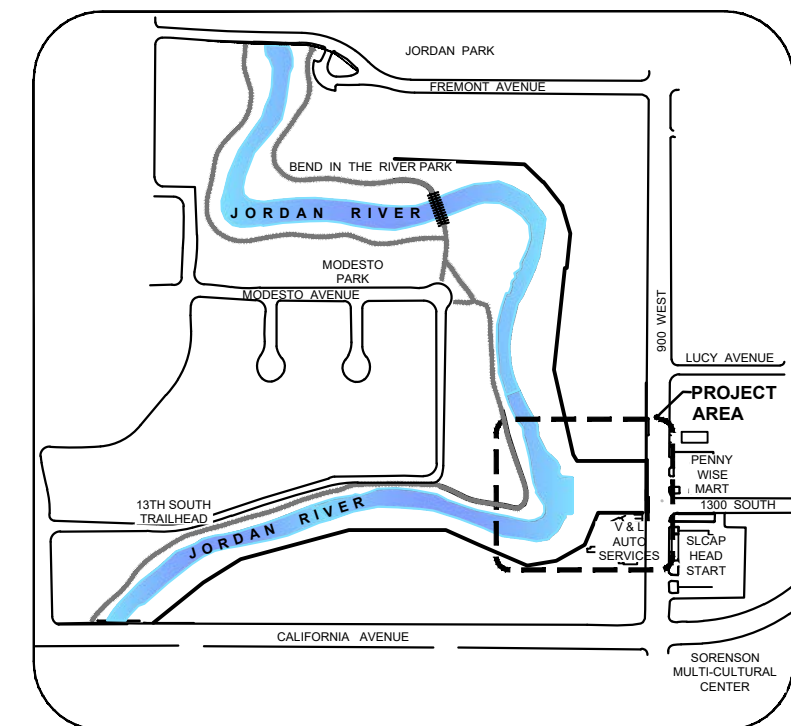 JORDAN PARK
FREMONT AVENUE
BEND IN THE RIVER PARK
JORDAN RIVER
MODESTO
PARK
MODESTO AVENUE
900 WEST
LUCY AVENUE
PROJECT
AREA
PENNY
WISE
MART
1300 SOUTH
13TH SOUTH
TRAILHEAD
JORDAN RIVER
V & L
AUTO
SERVICES
SLCAP
HEAD
START
CALIFORNIA AVENUE
SORENSON
MULTI-CULTURAL
CENTER